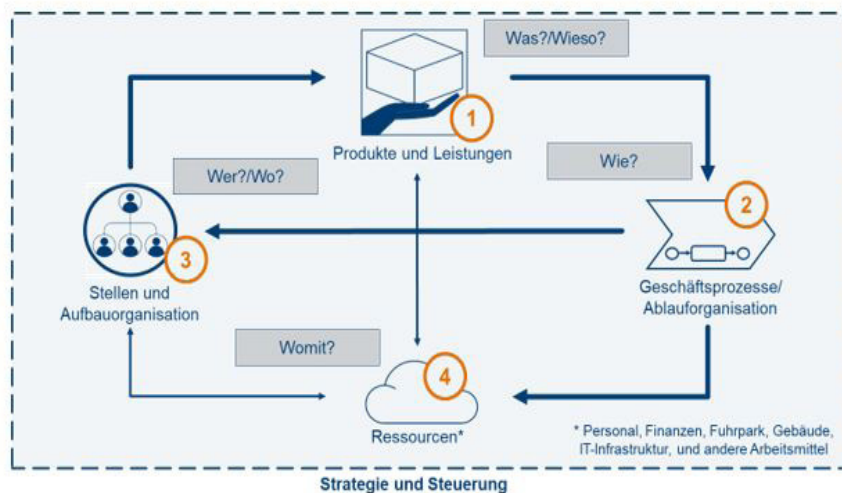 Was?/Wieso?
1
Produkte und Leistungen
Wie?
Wer?/Wo?
2
3
Geschäftsprozesse/
Ablauforganisation
Stellen und
Aufbauorganisation
Womit?
4
Ressourcen*
* Personal, Finanzen, Fuhrpark, Gebäude,
IT-Infrastruktur, und andere Arbeitsmittel
Strategie und Steuerung